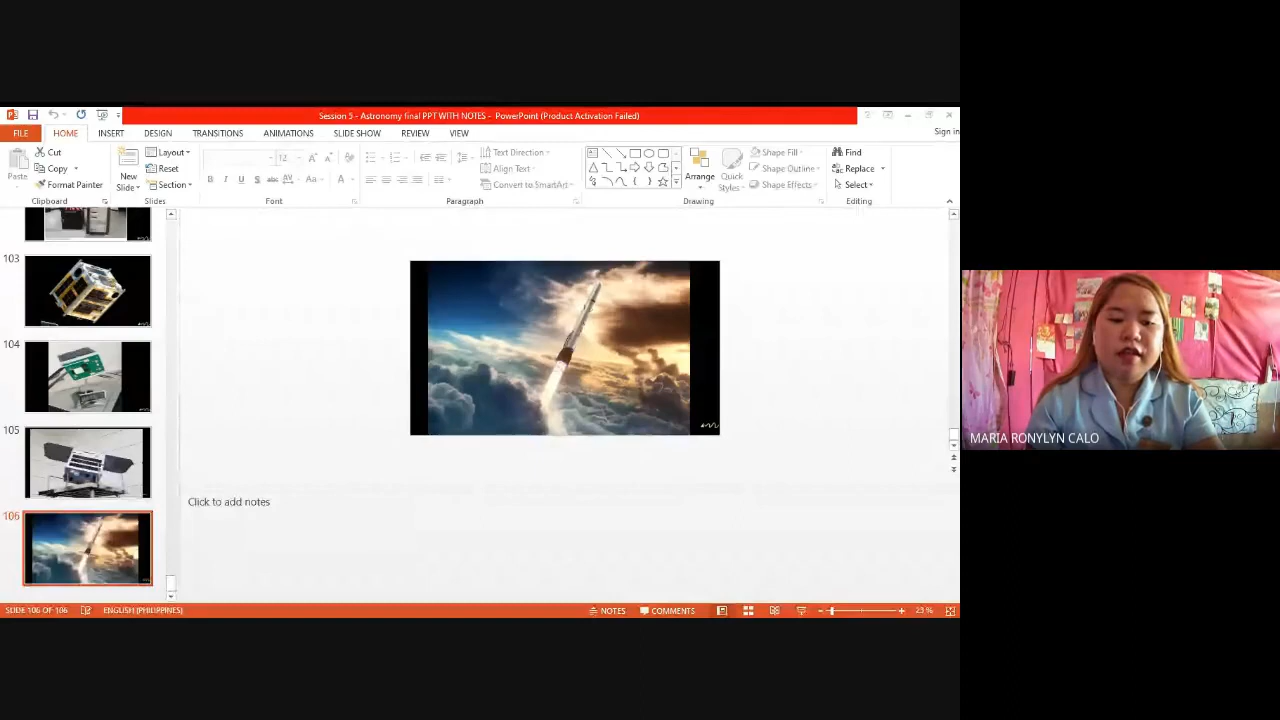 Session 5 - Astronomy final PPT WITH NOTES - PowerPoint (Product Activation Failed)
FILE HOME INSERT DESIGN TRANSITIONS ANIMATIONS SLIDE SHOW REVIEW VIEW Sign in
Cut Layout 12 Text Direction Shape Fill Find
Paste Copy New Slide Reset Align Text Arrange Quick Styles Shape Outline Replace
Format Painter Section Convert to SmartArt Shape Effects Select
Clipboard Slides Font Paragraph Drawing Editing
103
104
105
106
Click to add notes
MARIA RONYLYN CALO
SLIDE 106 OF 106 ENGLISH (PHILIPPINES) NOTES COMMENTS 23 %